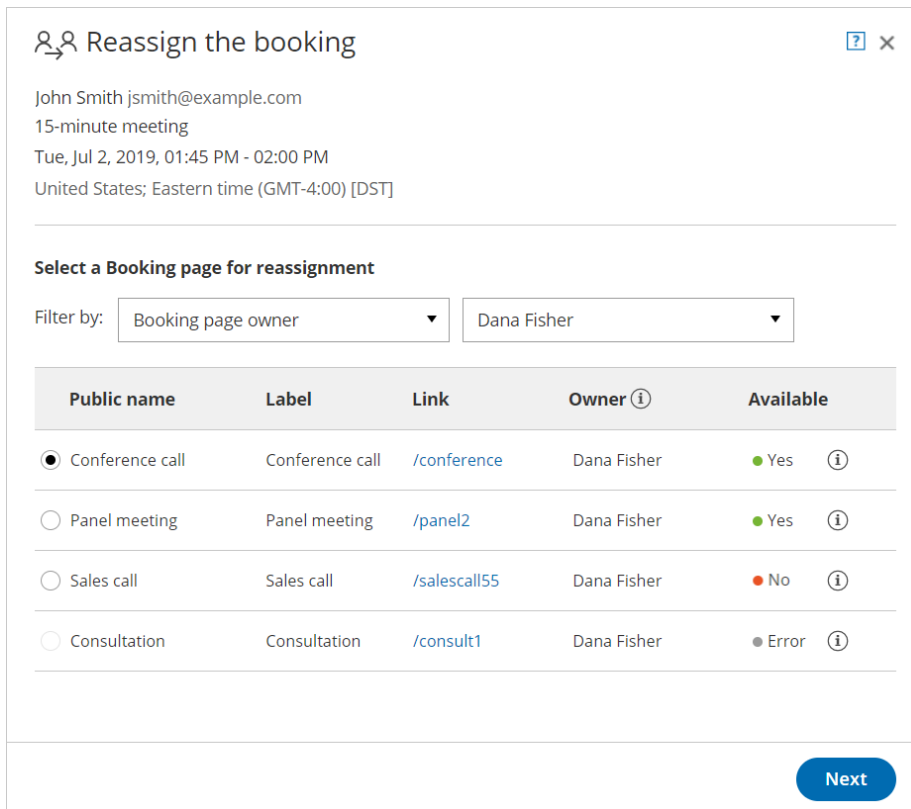 Reassign the booking
?
John Smith jsmith@example.com
15-minute meeting
Tue, Jul 2, 2019, 01:45 PM - 02:00 PM
United States; Eastern time (GMT-4:00) [DST]
Select a Booking page for reassignment
Filter by: Booking page owner Dana Fisher
Public name Label Link Owner i Available
Conference call Conference call /conference Dana Fisher Yes i
Panel meeting Panel meeting /panel2 Dana Fisher Yes i
Sales call Sales call /salescall55 Dana Fisher No i
Consultation Consultation /consult1 Dana Fisher Error i
Next